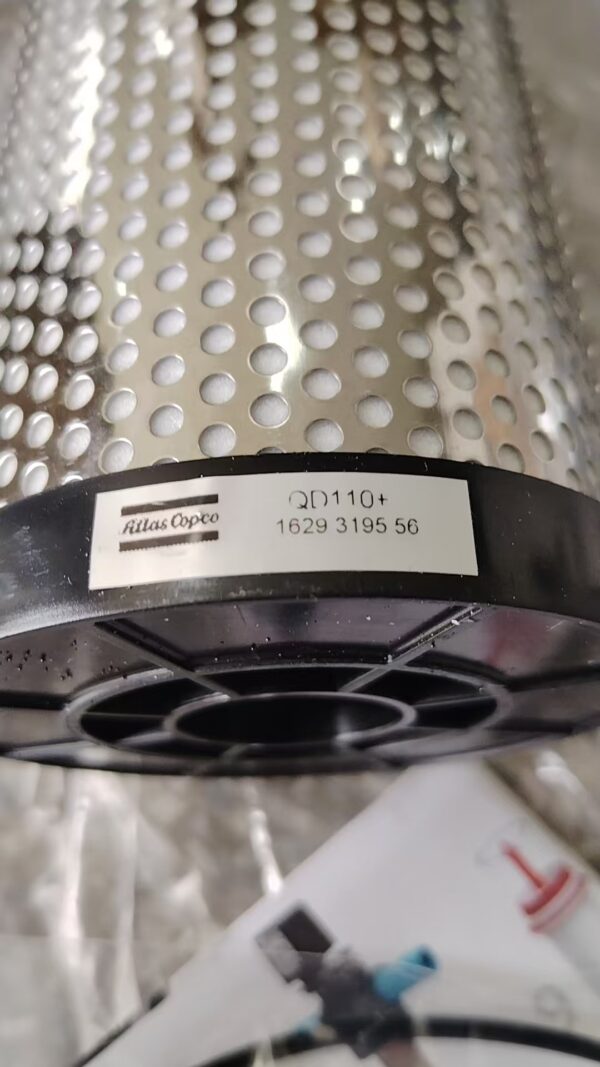 Atlas Copco
QD110+
1629 3195 56